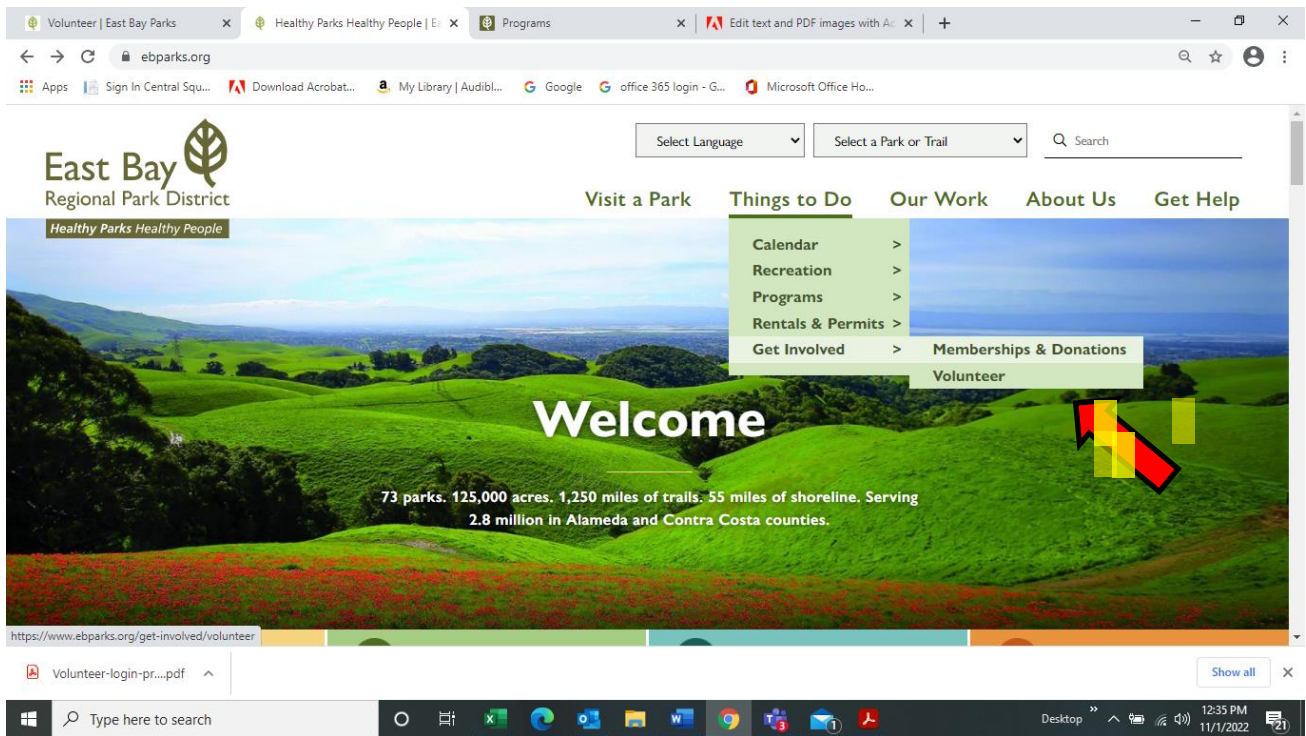 Volunteer | East Bay Parks
Healthy Parks Healthy People | Ea
Programs
Edit text and PDF images with Ac
ebparks.org
Apps
Sign In Central Squ...
Download Acrobat...
My Library | Audibl...
Google
office 365 login - G...
Microsoft Office Ho...
East Bay
Regional Park District
Healthy Parks Healthy People
Select Language
Select a Park or Trail
Search
Visit a Park
Things to Do
Our Work
About Us
Get Help
Calendar >
Recreation >
Programs >
Rentals & Permits >
Get Involved >
Memberships & Donations
Volunteer
Welcome
73 parks. 125,000 acres. 1,250 miles of trails. 55 miles of shoreline. Serving
2.8 million in Alameda and Contra Costa counties.
https://www.ebparks.org/get-involved/volunteer
Volunteer-login-pr....pdf
Show all
Type here to search
Desktop
12:35 PM
11/1/2022